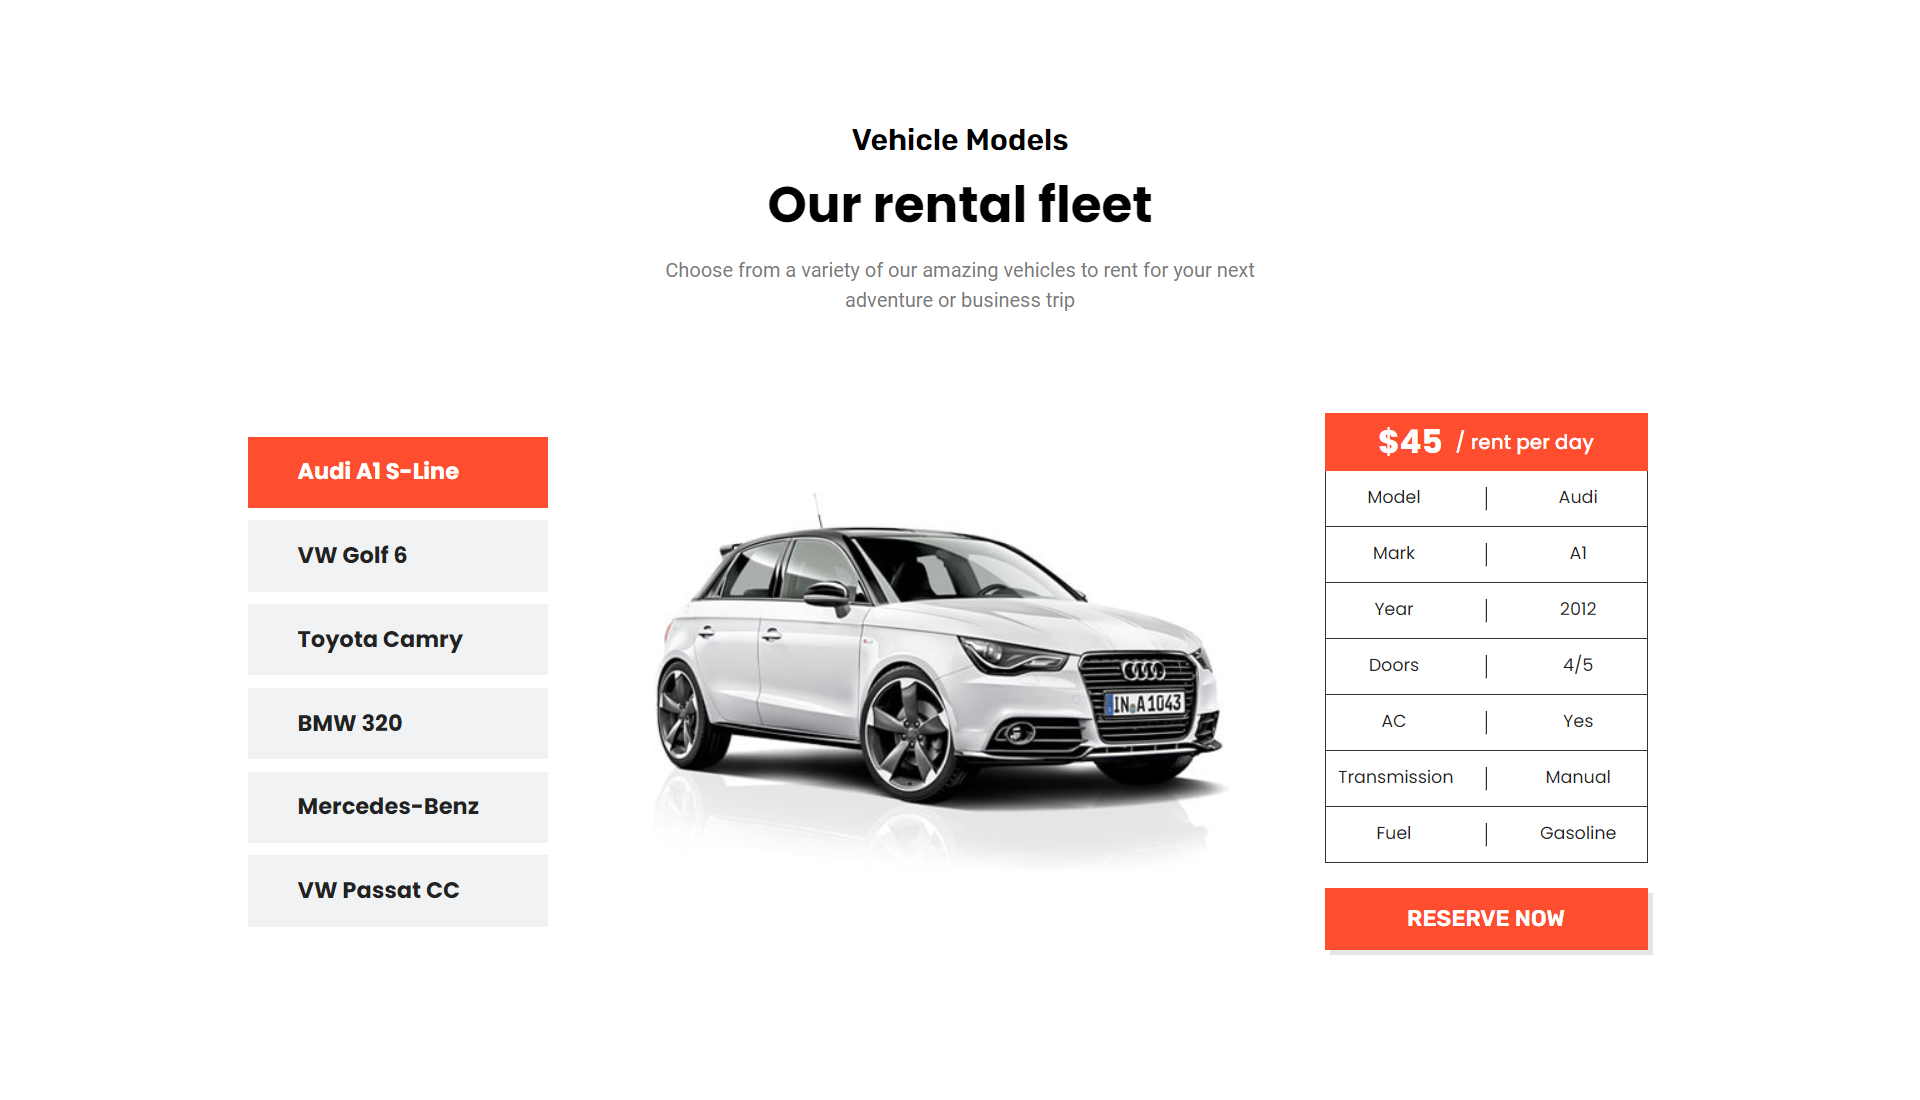 Vehicle Models
Our rental fleet
Choose from a variety of our amazing vehicles to rent for your next
adventure or business trip
Audi A1 S-Line
VW Golf 6
Toyota Camry
BMW 320
Mercedes-Benz
VW Passat CC
IN A1043
$45 / rent per day
Model | Audi
Mark | A1
Year | 2012
Doors | 4/5
AC | Yes
Transmission | Manual
Fuel | Gasoline
RESERVE NOW